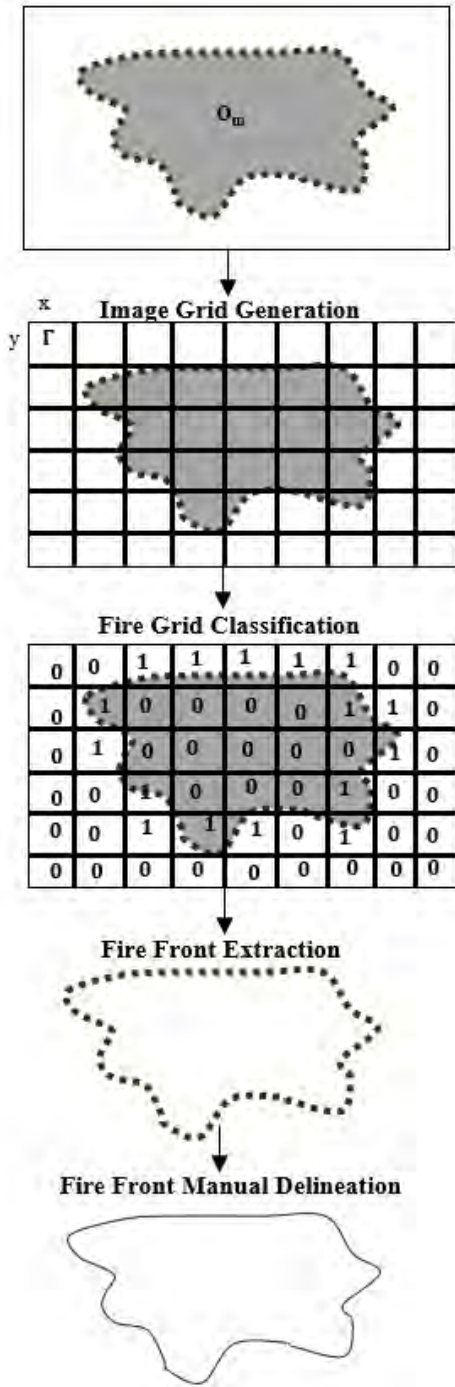 Om
Image Grid Generation
x
y Γ
Fire Grid Classification
0 0 1 1 1 1 1 0 0
0 1 0 0 0 0 1 1 0
0 1 0 0 0 0 0 1 0
0 0 1 0 0 0 1 0 0
0 0 1 1 1 0 1 0 0
0 0 0 0 0 0 0 0 0
Fire Front Extraction
Fire Front Manual Delineation